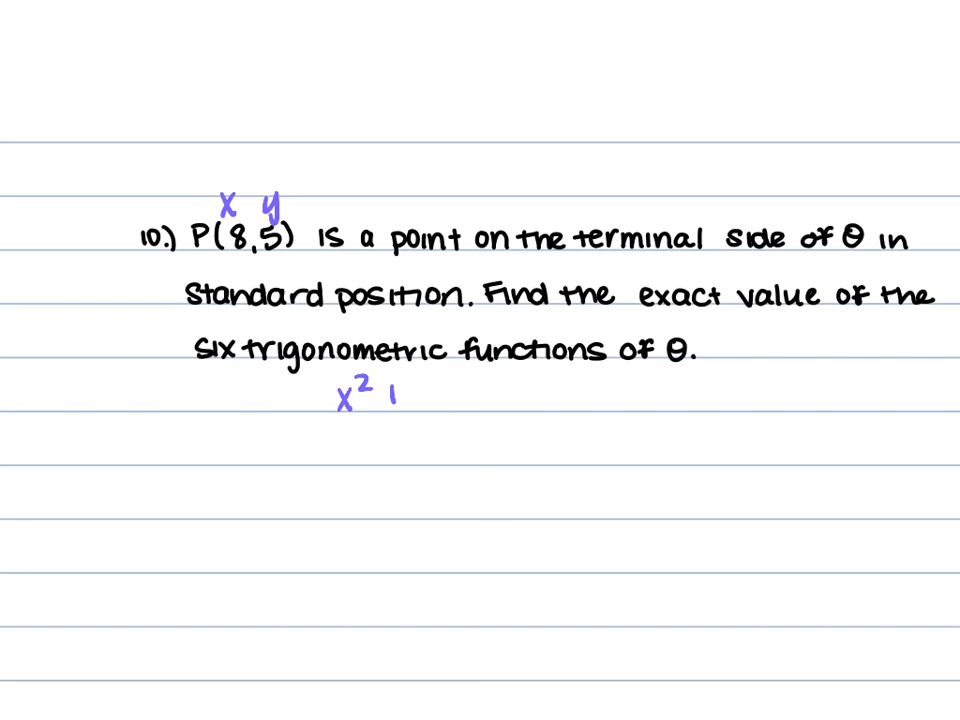 x y
10.) P(8,5) is a point on the terminal side of θ in
standard position. Find the exact value of the
six trigonometric functions of θ.
x²